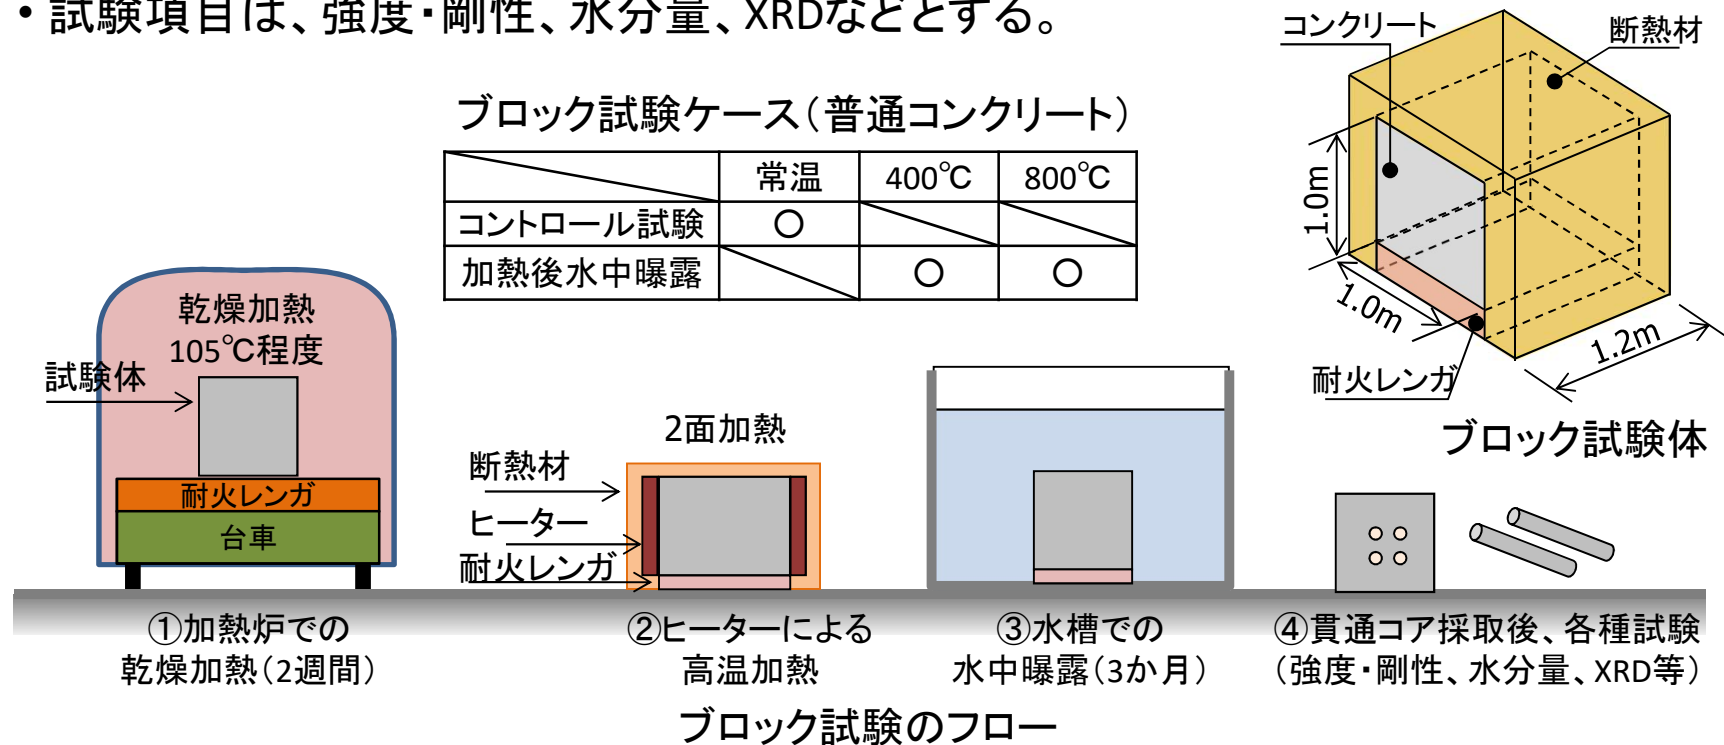 • 試験項目は、強度・剛性、水分量、XRDなどとする。
ブロック試験ケース（普通コンクリート）
常温 400℃ 800℃
コントロール試験 ○
加熱後水中曝露 ○ ○
コンクリート
断熱材
1.0m
1.0m
1.2m
耐火レンガ
ブロック試験体
乾燥加熱
105℃程度
試験体
耐火レンガ
台車
2面加熱
断熱材
ヒーター
耐火レンガ
①加熱炉での
乾燥加熱（2週間）
②ヒーターによる
高温加熱
③水槽での
水中曝露（3か月）
④貫通コア採取後、各種試験
（強度・剛性、水分量、XRD等）
ブロック試験のフロー